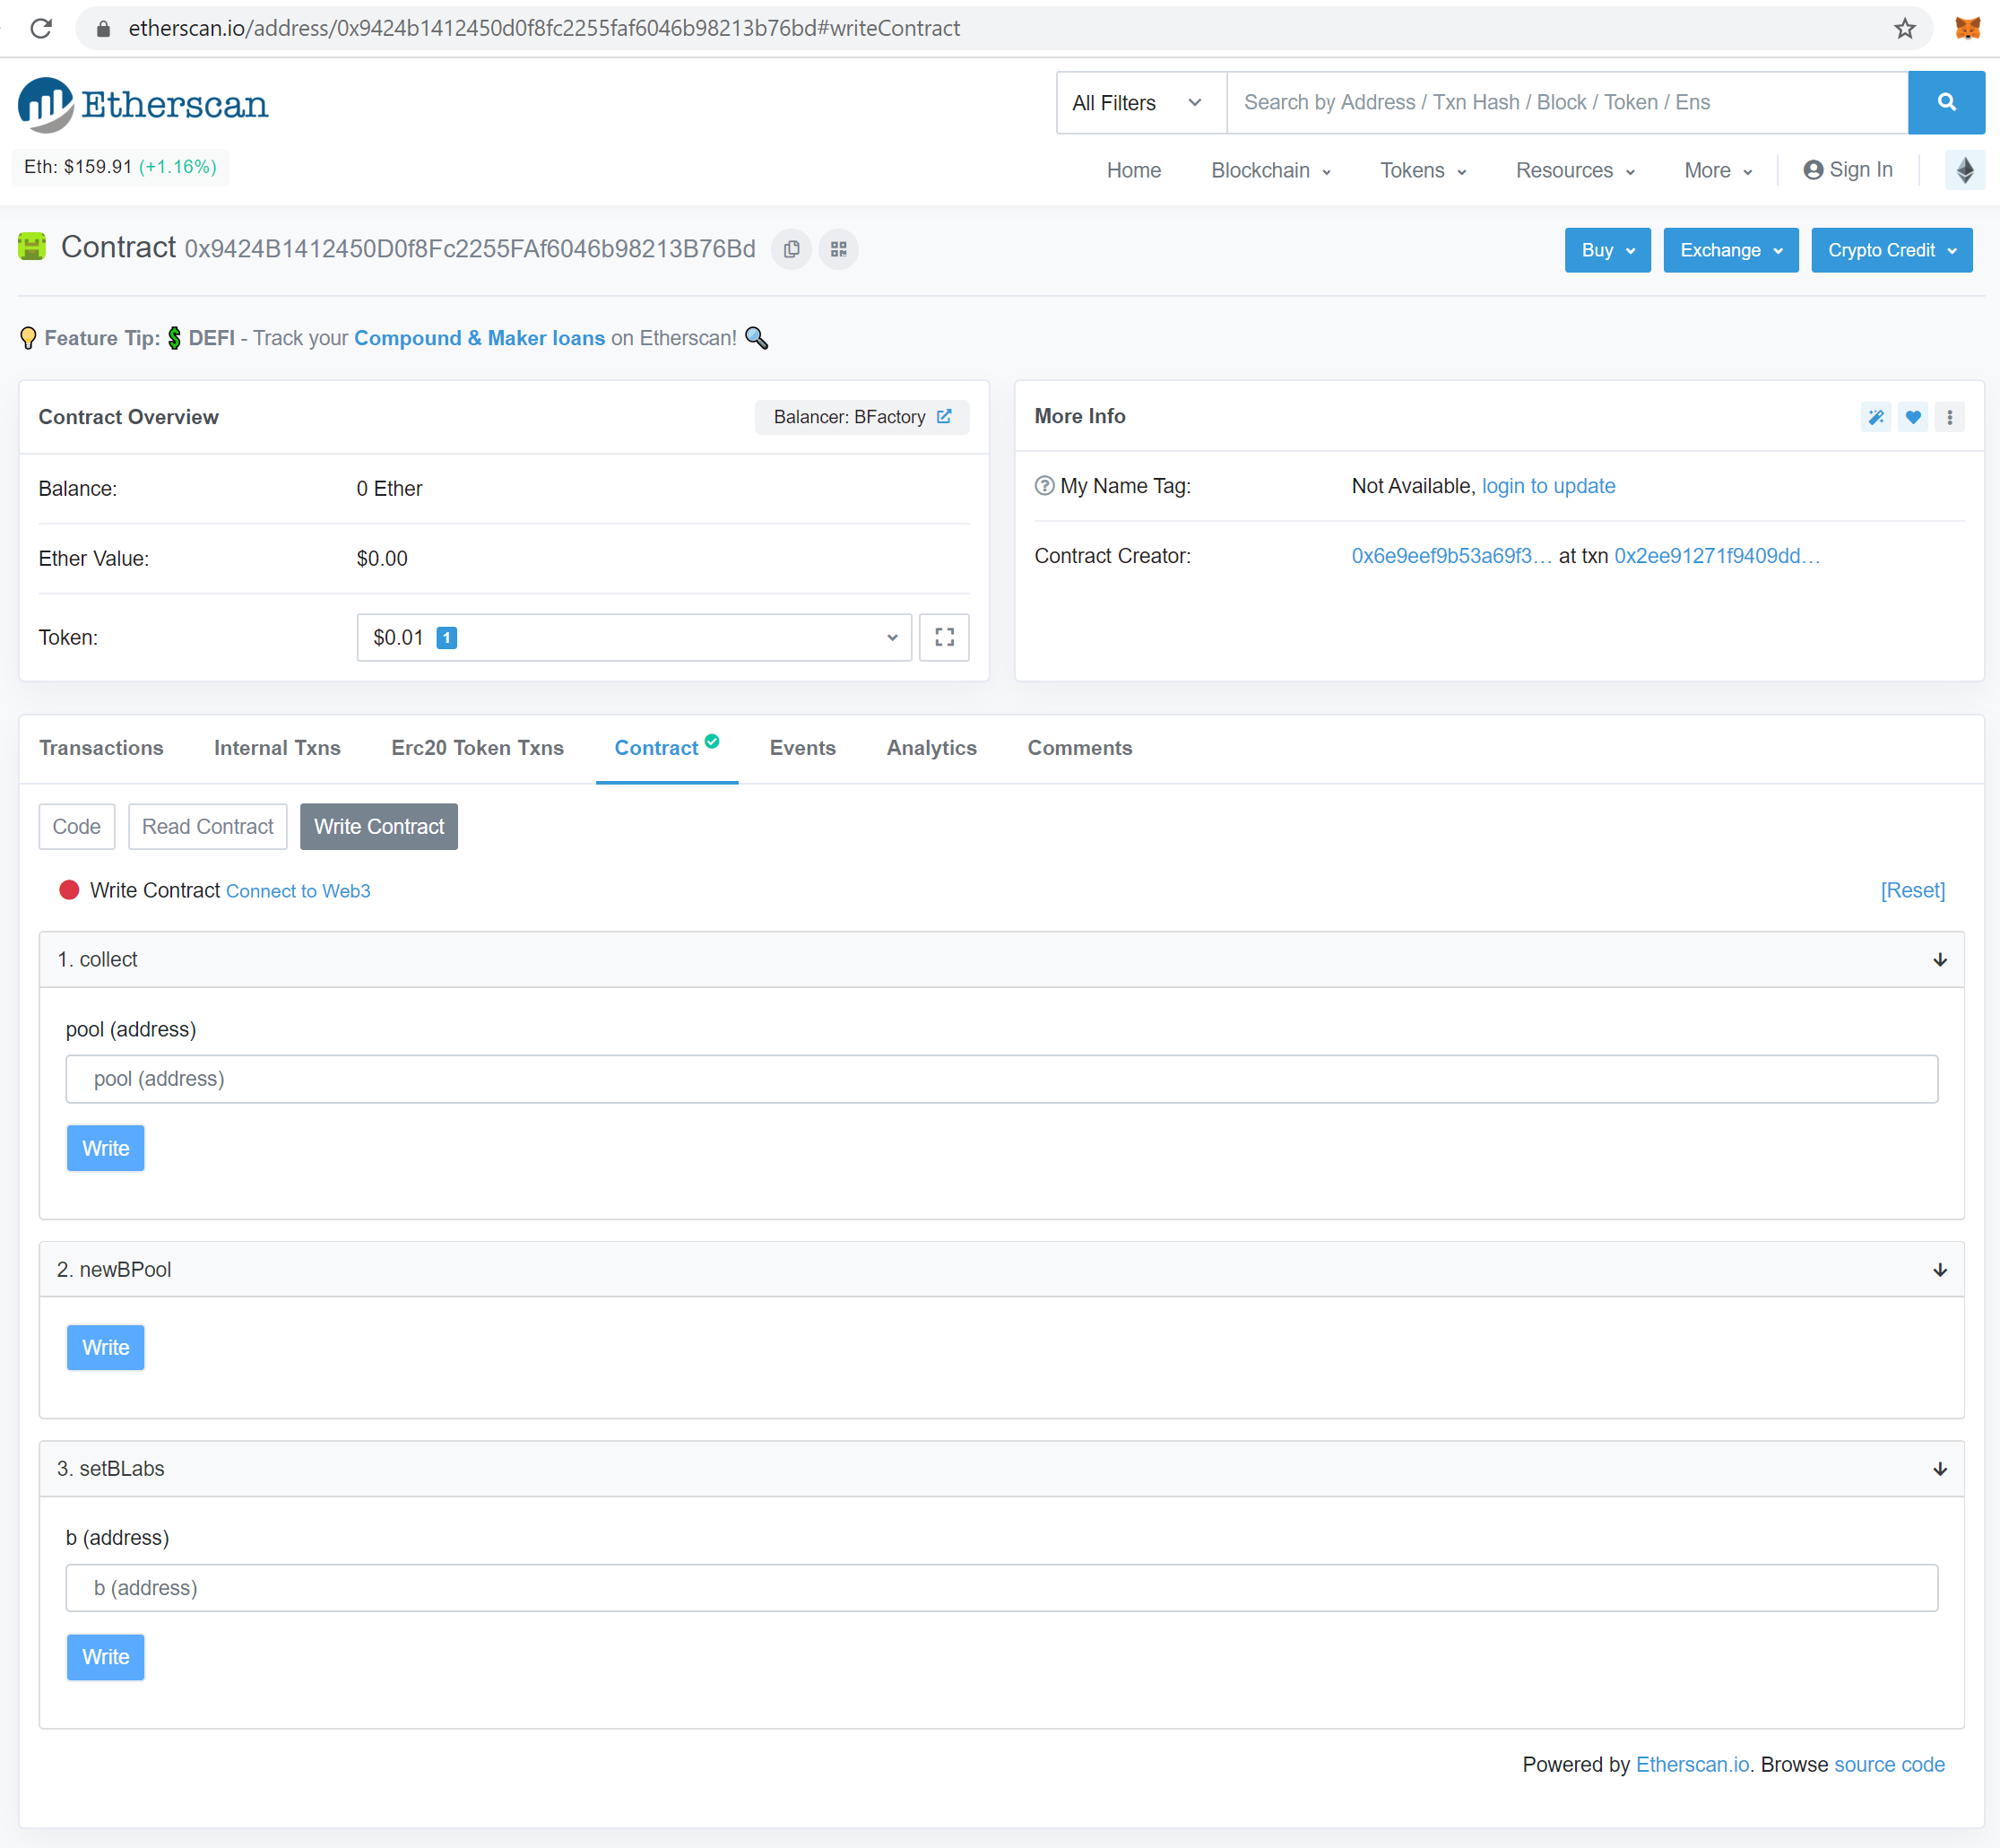 etherscan.io/address/0x9424b1412450d0f8fc2255faf6046b98213b76bd#writeContract
Etherscan
All Filters
Search by Address / Txn Hash / Block / Token / Ens
Eth: $159.91 (+1.16%)
Home Blockchain Tokens Resources More Sign In
Contract 0x9424B1412450D0f8Fc2255FAf6046b98213B76Bd
Buy Exchange Crypto Credit
Feature Tip: DEFI - Track your Compound & Maker loans on Etherscan!
Contract Overview Balancer: BFactory
Balance: 0 Ether
Ether Value: $0.00
Token: $0.01 1
More Info
My Name Tag: Not Available, login to update
Contract Creator: 0x6e9eef9b53a69f3... at txn 0x2ee91271f9409dd...
Transactions Internal Txns Erc20 Token Txns Contract Events Analytics Comments
Code Read Contract Write Contract
Write Contract Connect to Web3 [Reset]
1. collect
pool (address)
pool (address)
Write
2. newBPool
Write
3. setBLabs
b (address)
b (address)
Write
Powered by Etherscan.io. Browse source code